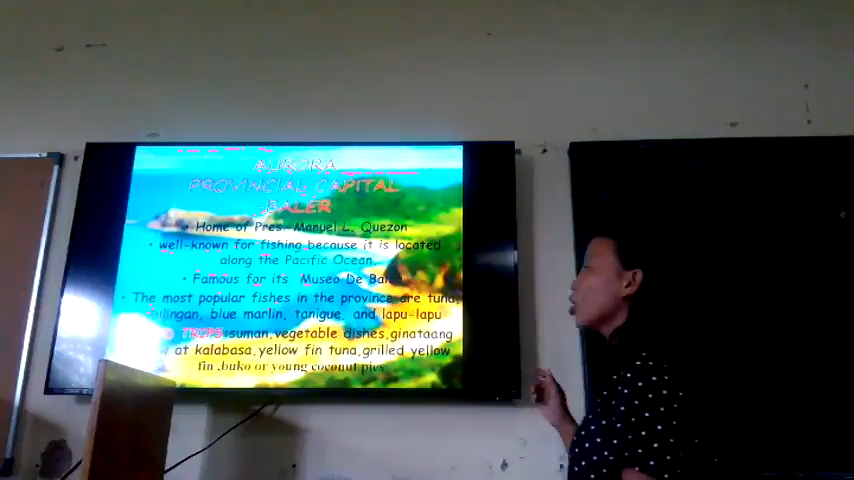 AURORA
PROVINCIAL CAPITAL
-BALER
• Home of Pres. Manuel L. Quezon
• well-known for fishing because it is located
along the Pacific Ocean.
• Famous for its Museo De
• The most popular fishes in the province are tuna,
blue marlin, tanigue, and lapu-lapu
TRIPS:suman,vegetable dishes,ginataang
at kalabasa,yellow fin tuna,grilled yellow
fin ,buko or young coconut pies